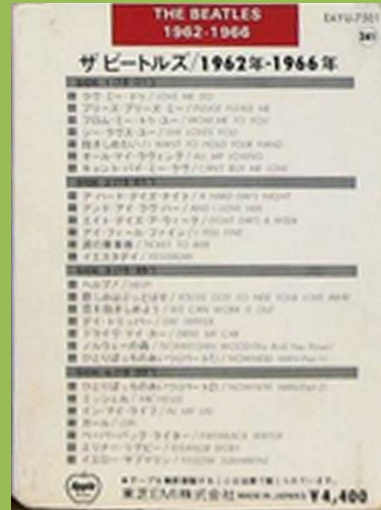 THE BEATLES
1962-1966
EAYU-7301
ザ ビートルズ/1962年-1966年
ラヴ・ミー・ドゥ/LOVE ME DO
プリーズ・プリーズ・ミー/PLEASE PLEASE ME
フロム・ミー・トゥ・ユー/FROM ME TO YOU
シー・ラヴズ・ユー/SHE LOVES YOU
抱きしめたい/I WANT TO HOLD YOUR HAND
オール・マイ・ラヴィング/ALL MY LOVING
キャント・バイ・ミー・ラヴ/CAN'T BUY ME LOVE
ア・ハード・デイズ・ナイト/A HARD DAY'S NIGHT
アンド・アイ・ラヴ・ハー/AND I LOVE HER
エイト・デイズ・ア・ウィーク/EIGHT DAYS A WEEK
アイ・フィール・ファイン/I FEEL FINE
涙の乗車券/TICKET TO RIDE
イエスタデイ/YESTERDAY
ヘルプ/HELP!
悲しみはぶっとばせ/YOU'VE GOT TO HIDE YOUR LOVE AWAY
恋を抱きしめよう/WE CAN WORK IT OUT
デイ・トリッパー/DAY TRIPPER
ドライヴ・マイ・カー/DRIVE MY CAR
ノルウェーの森/NORWEGIAN WOOD
ひとりぼっちのあいつ/NOWHERE MAN
ひとりぼっちのあいつ/NOWHERE MAN
ミッシェル/MICHELLE
イン・マイ・ライフ/IN MY LIFE
ガール/GIRL
ペーパーバック・ライター/PAPERBACK WRITER
エリナー・リグビー/ELEANOR RIGBY
イエロー・サブマリン/YELLOW SUBMARINE
Apple
東芝EMI株式会社 MADE IN JAPAN ¥4,400